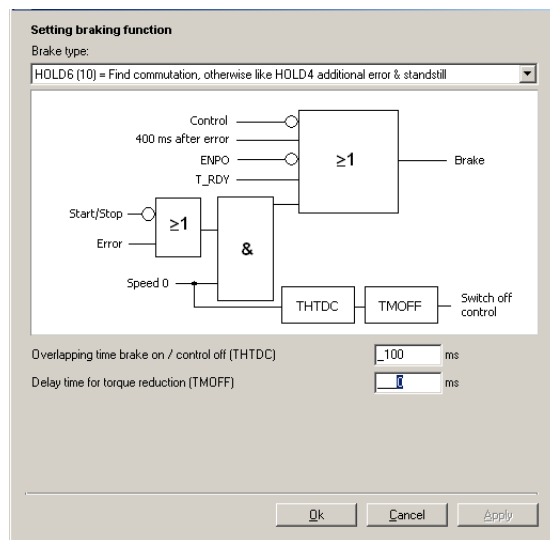 Setting braking function
Brake type:
HOLD6 (10) = Find commutation, otherwise like HOLD4 additional error & standstill
Control
400 ms after error
ENPO
T_RDY
≥1
Brake
Start/Stop
Error
≥1
&
Speed 0
THTDC
TMOFF
Switch off
control
Overlapping time brake on / control off (THTDC)
_100 ms
Delay time for torque reduction (TMOFF)
___0 ms
Ok Cancel Apply